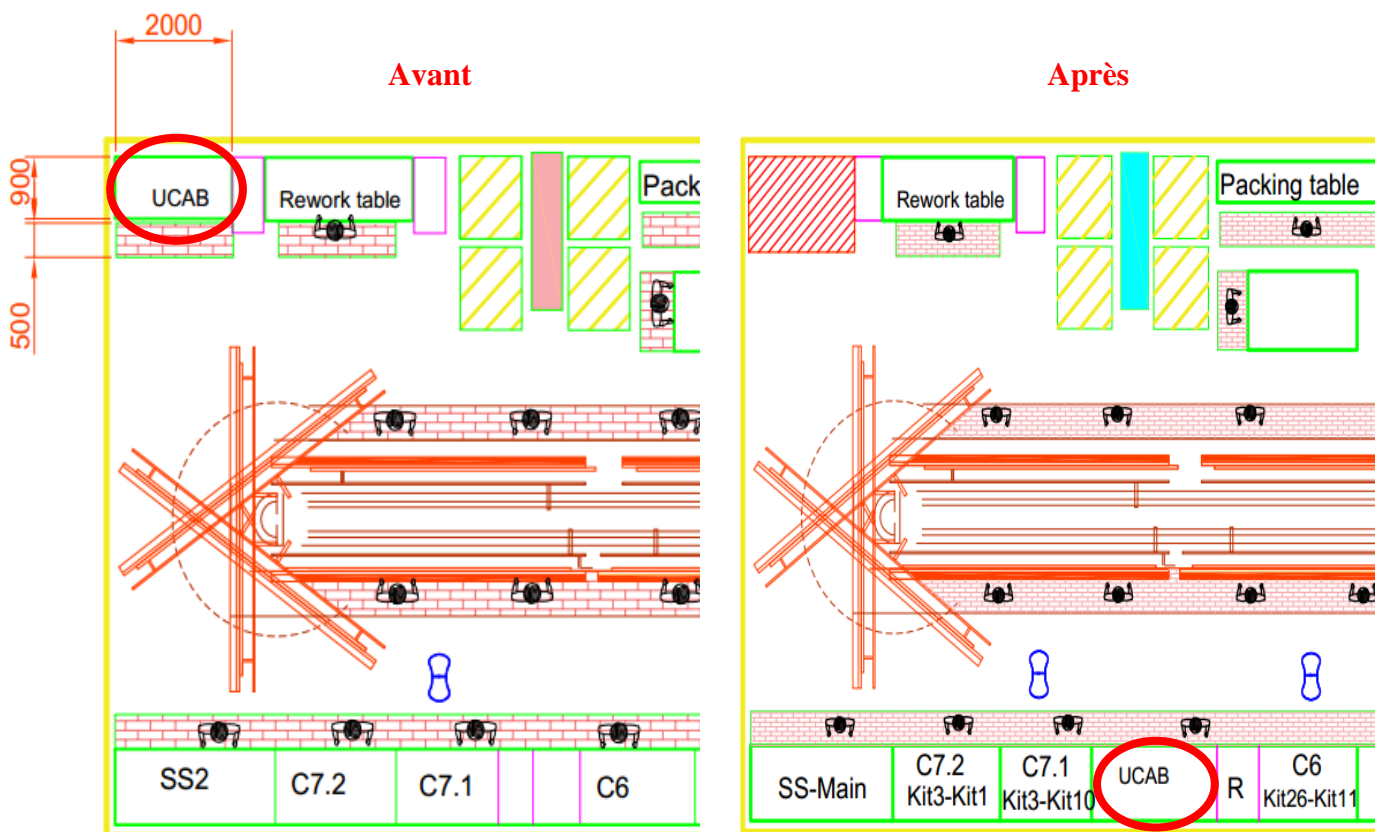 2000
Avant
900
UCAB
Rework table
Pack
500
SS2
C7.2
C7.1
C6
Après
Rework table
Packing table
SS-Main
C7.2
Kit3-Kit1
C7.1
Kit3-Kit10
UCAB
R
C6
Kit26-Kit11